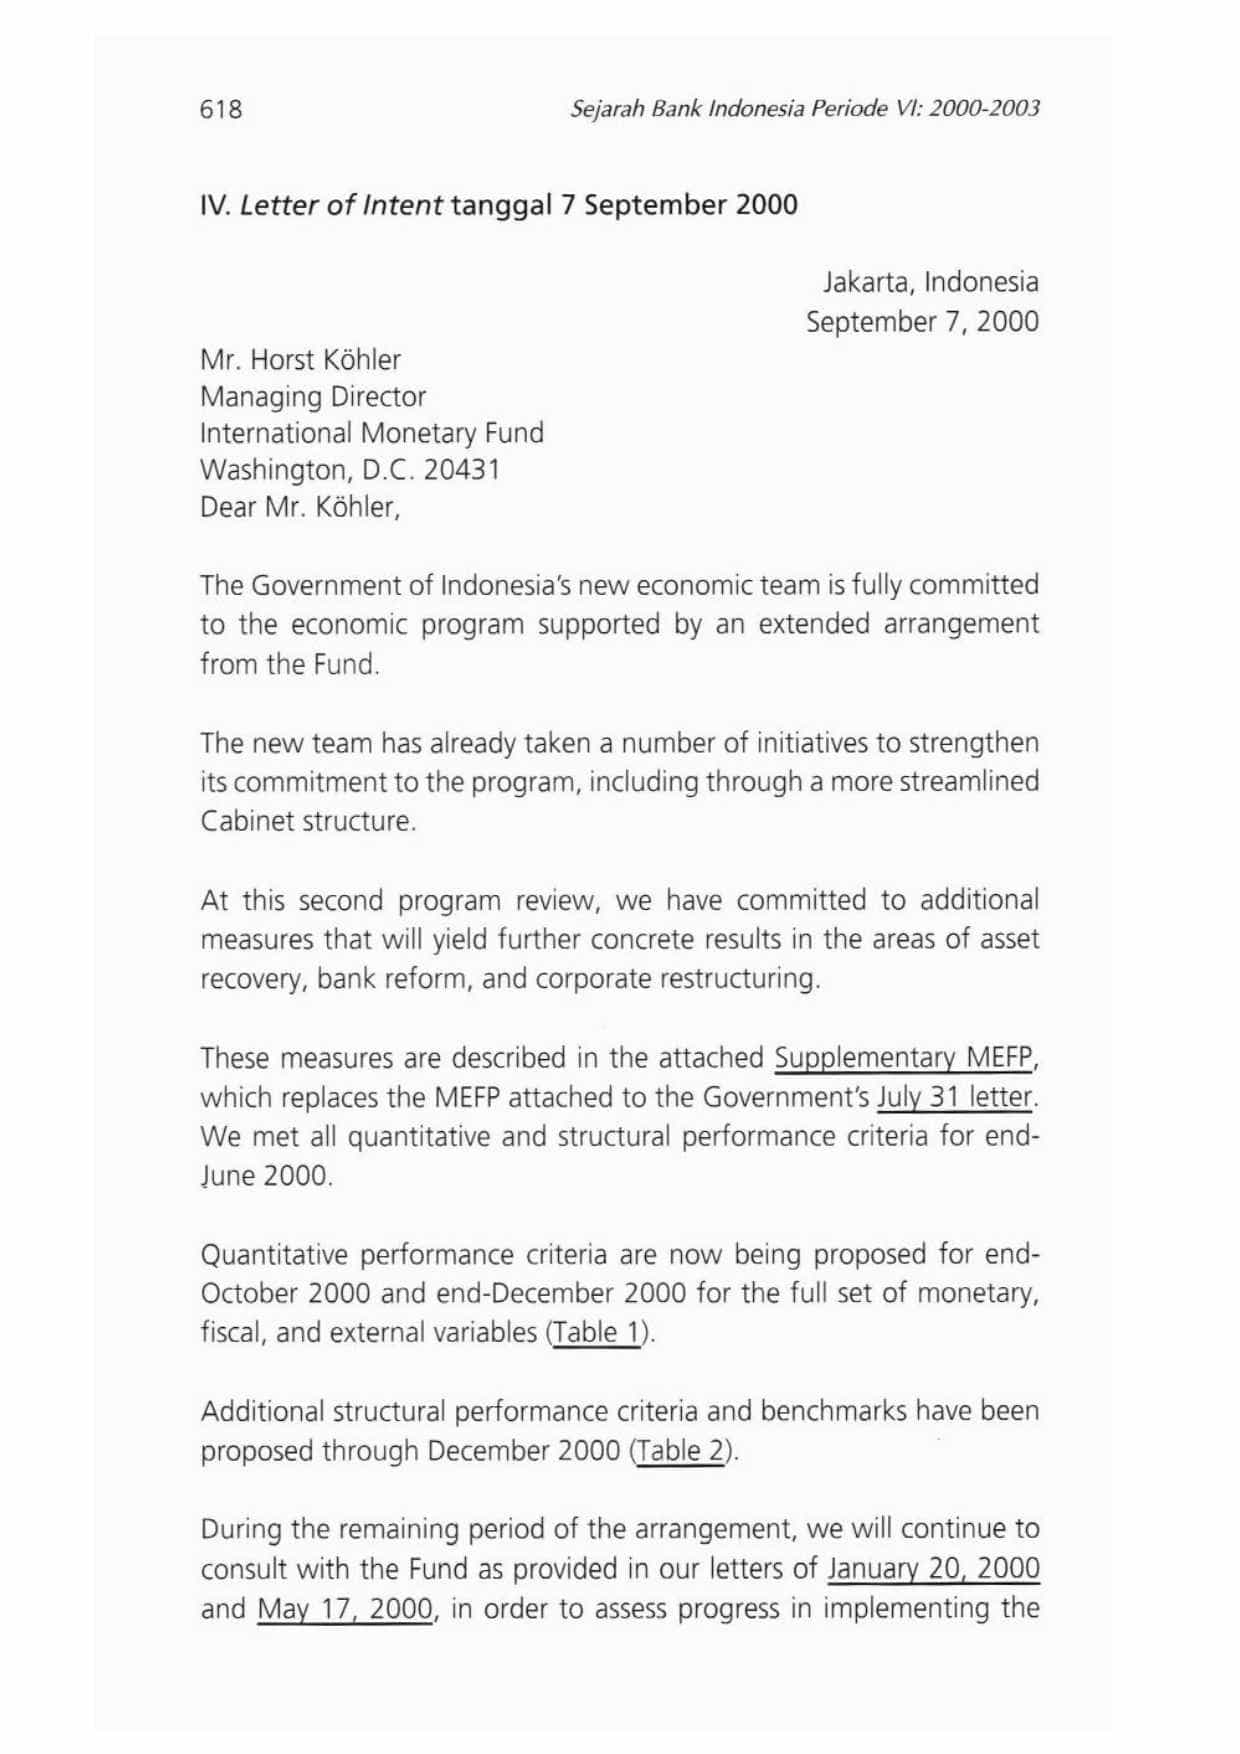 618
Sejarah Bank Indonesia Periode VI: 2000-2003
IV. Letter of Intent tanggal 7 September 2000
Jakarta, Indonesia
September 7, 2000
Mr. Horst Köhler
Managing Director
International Monetary Fund
Washington, D.C. 20431
Dear Mr. Köhler,
The Government of Indonesia's new economic team is fully committed
to the economic program supported by an extended arrangement
from the Fund.
The new team has already taken a number of initiatives to strengthen
its commitment to the program, including through a more streamlined
Cabinet structure.
At this second program review, we have committed to additional
measures that will yield further concrete results in the areas of asset
recovery, bank reform, and corporate restructuring.
These measures are described in the attached Supplementary MEFP,
which replaces the MEFP attached to the Government's July 31 letter.
We met all quantitative and structural performance criteria for end-
June 2000.
Quantitative performance criteria are now being proposed for end-
October 2000 and end-December 2000 for the full set of monetary,
fiscal, and external variables (Table 1).
Additional structural performance criteria and benchmarks have been
proposed through December 2000 (Table 2).
During the remaining period of the arrangement, we will continue to
consult with the Fund as provided in our letters of January 20, 2000
and May 17, 2000, in order to assess progress in implementing the